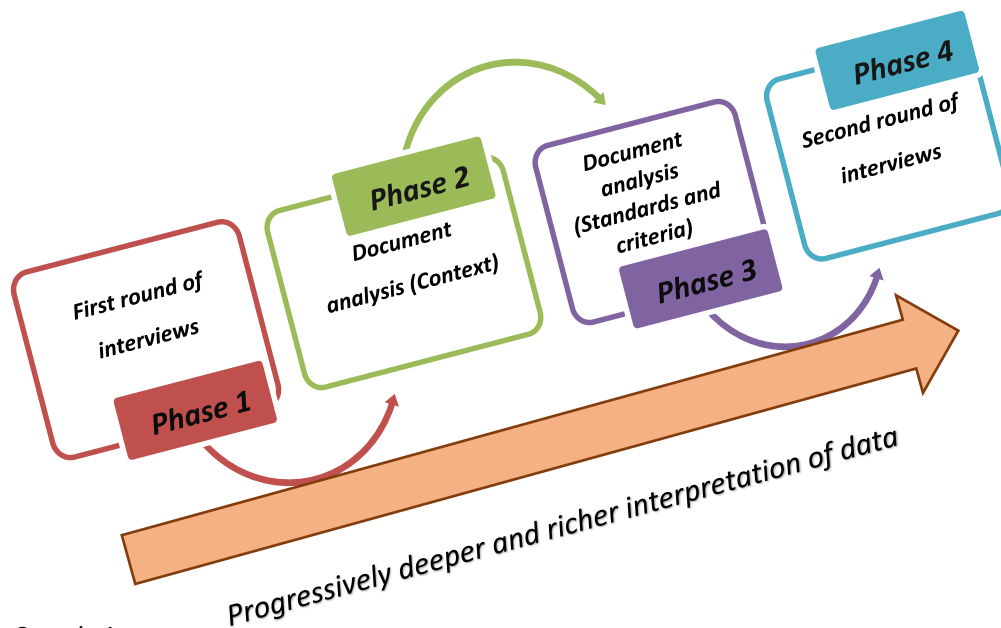 First round of
interviews
Phase 1
Phase 2
Document
analysis (Context)
Document
analysis
(Standards and
criteria)
Phase 3
Phase 4
Second round of
interviews
Progressively deeper and richer interpretation of data